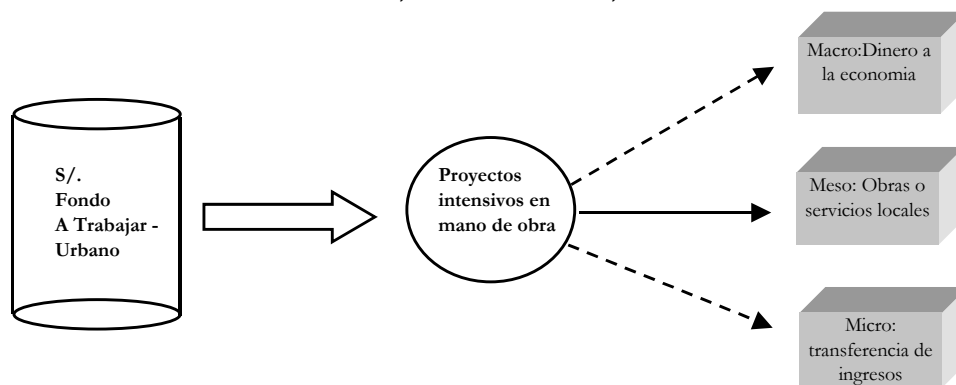 S/.
Fondo
A Trabajar -
Urbano
Proyectos
intensivos en
mano de obra
Macro:Dinero a
la economia
Meso: Obras o
servicios locales
Micro:
transferencia de
ingresos